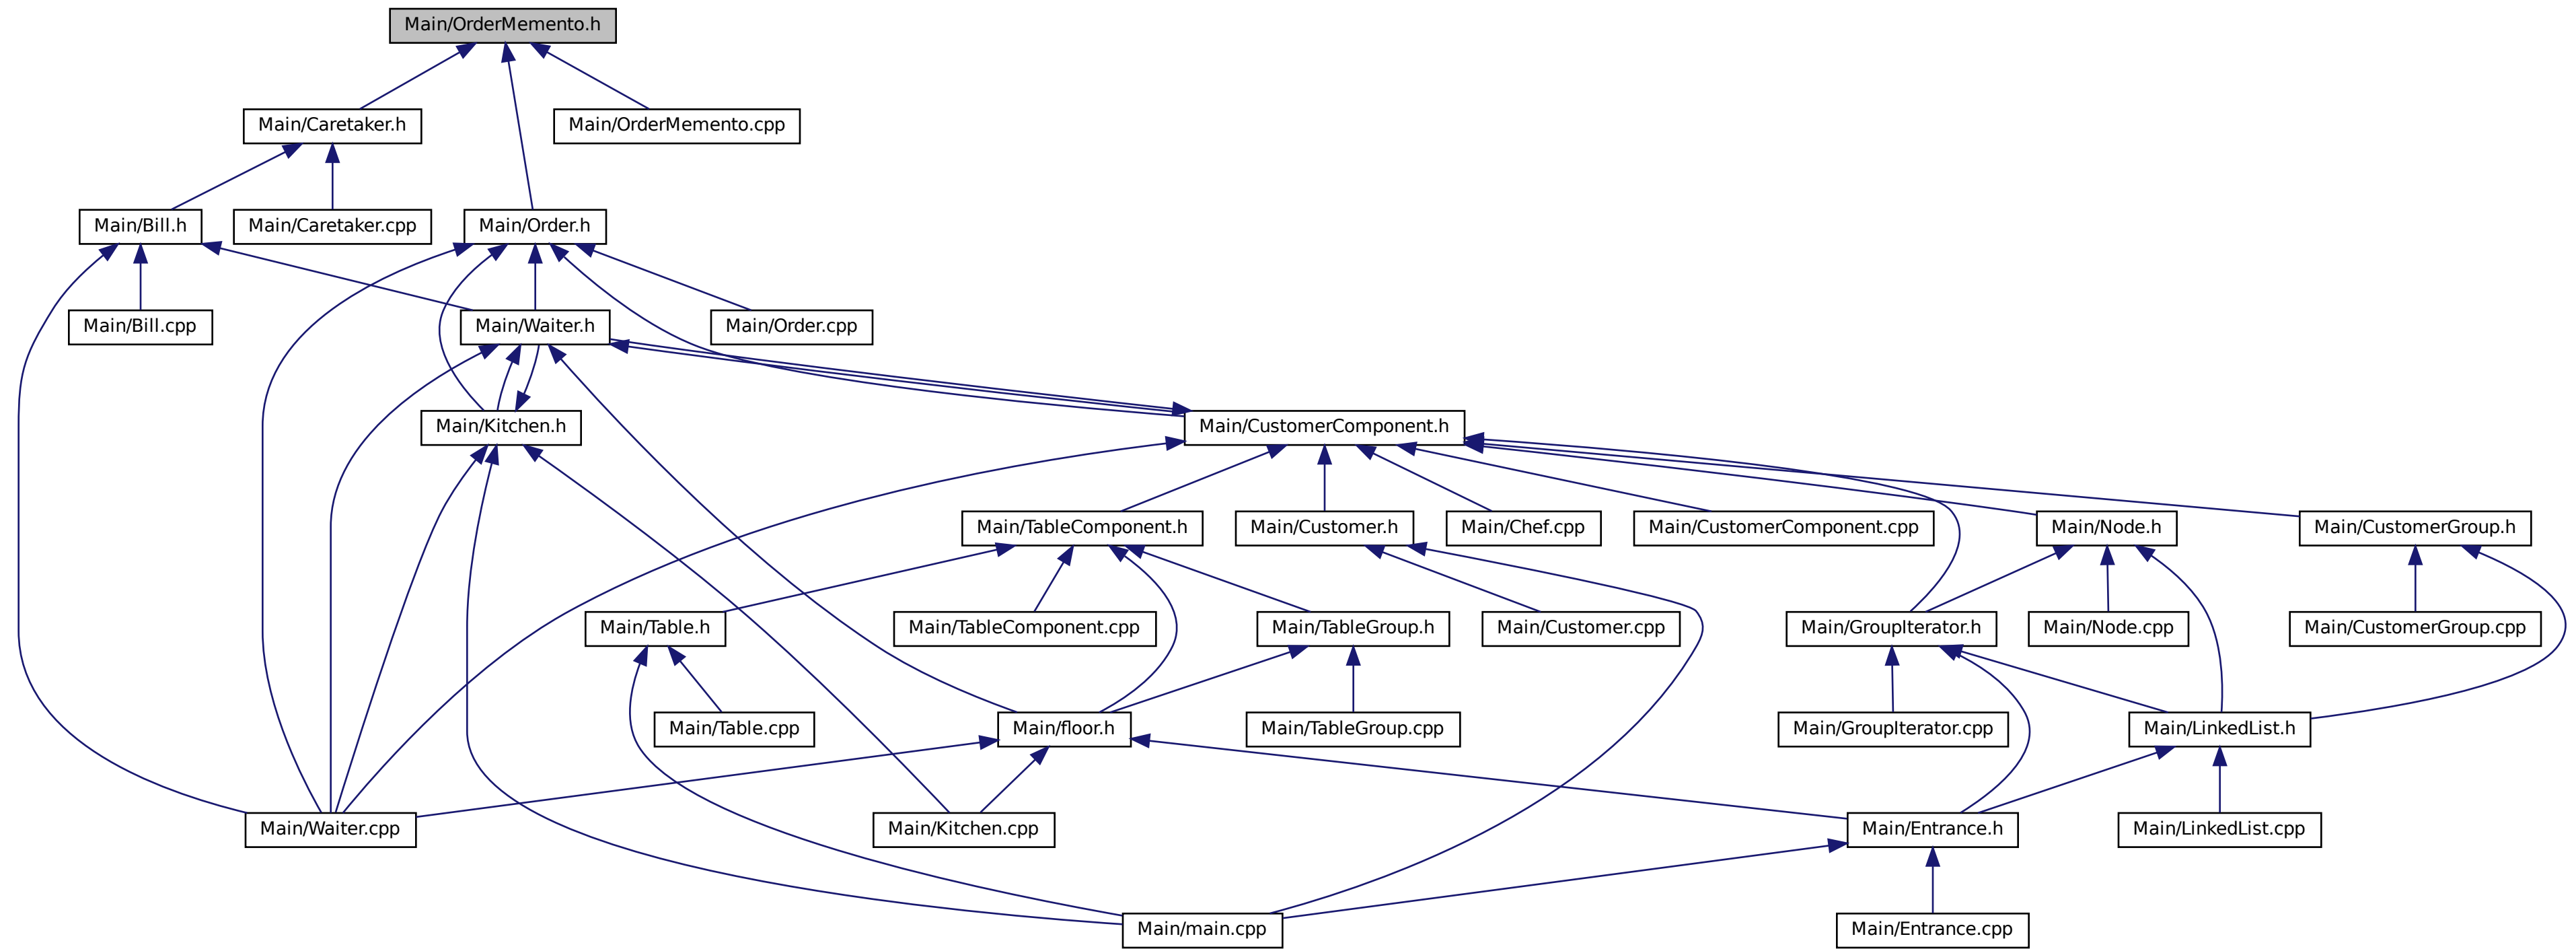 Main/OrderMemento.h
Main/Caretaker.h
Main/OrderMemento.cpp
Main/Bill.h
Main/Caretaker.cpp
Main/Order.h
Main/Bill.cpp
Main/Waiter.h
Main/Order.cpp
Main/Kitchen.h
Main/CustomerComponent.h
Main/TableComponent.h
Main/Customer.h
Main/Chef.cpp
Main/CustomerComponent.cpp
Main/Node.h
Main/CustomerGroup.h
Main/Table.h
Main/TableComponent.cpp
Main/TableGroup.h
Main/Customer.cpp
Main/GroupIterator.h
Main/Node.cpp
Main/CustomerGroup.cpp
Main/Table.cpp
Main/floor.h
Main/TableGroup.cpp
Main/GroupIterator.cpp
Main/LinkedList.h
Main/Waiter.cpp
Main/Kitchen.cpp
Main/Entrance.h
Main/LinkedList.cpp
Main/main.cpp
Main/Entrance.cpp